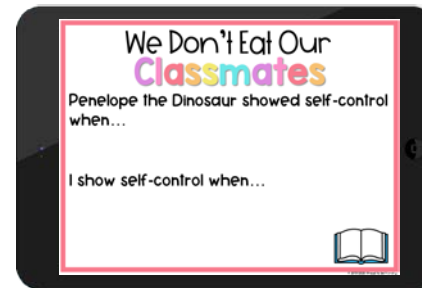 We Don't Eat Our
Classmates
Penelope the Dinosaur showed self-control
when...
I show self-control when...